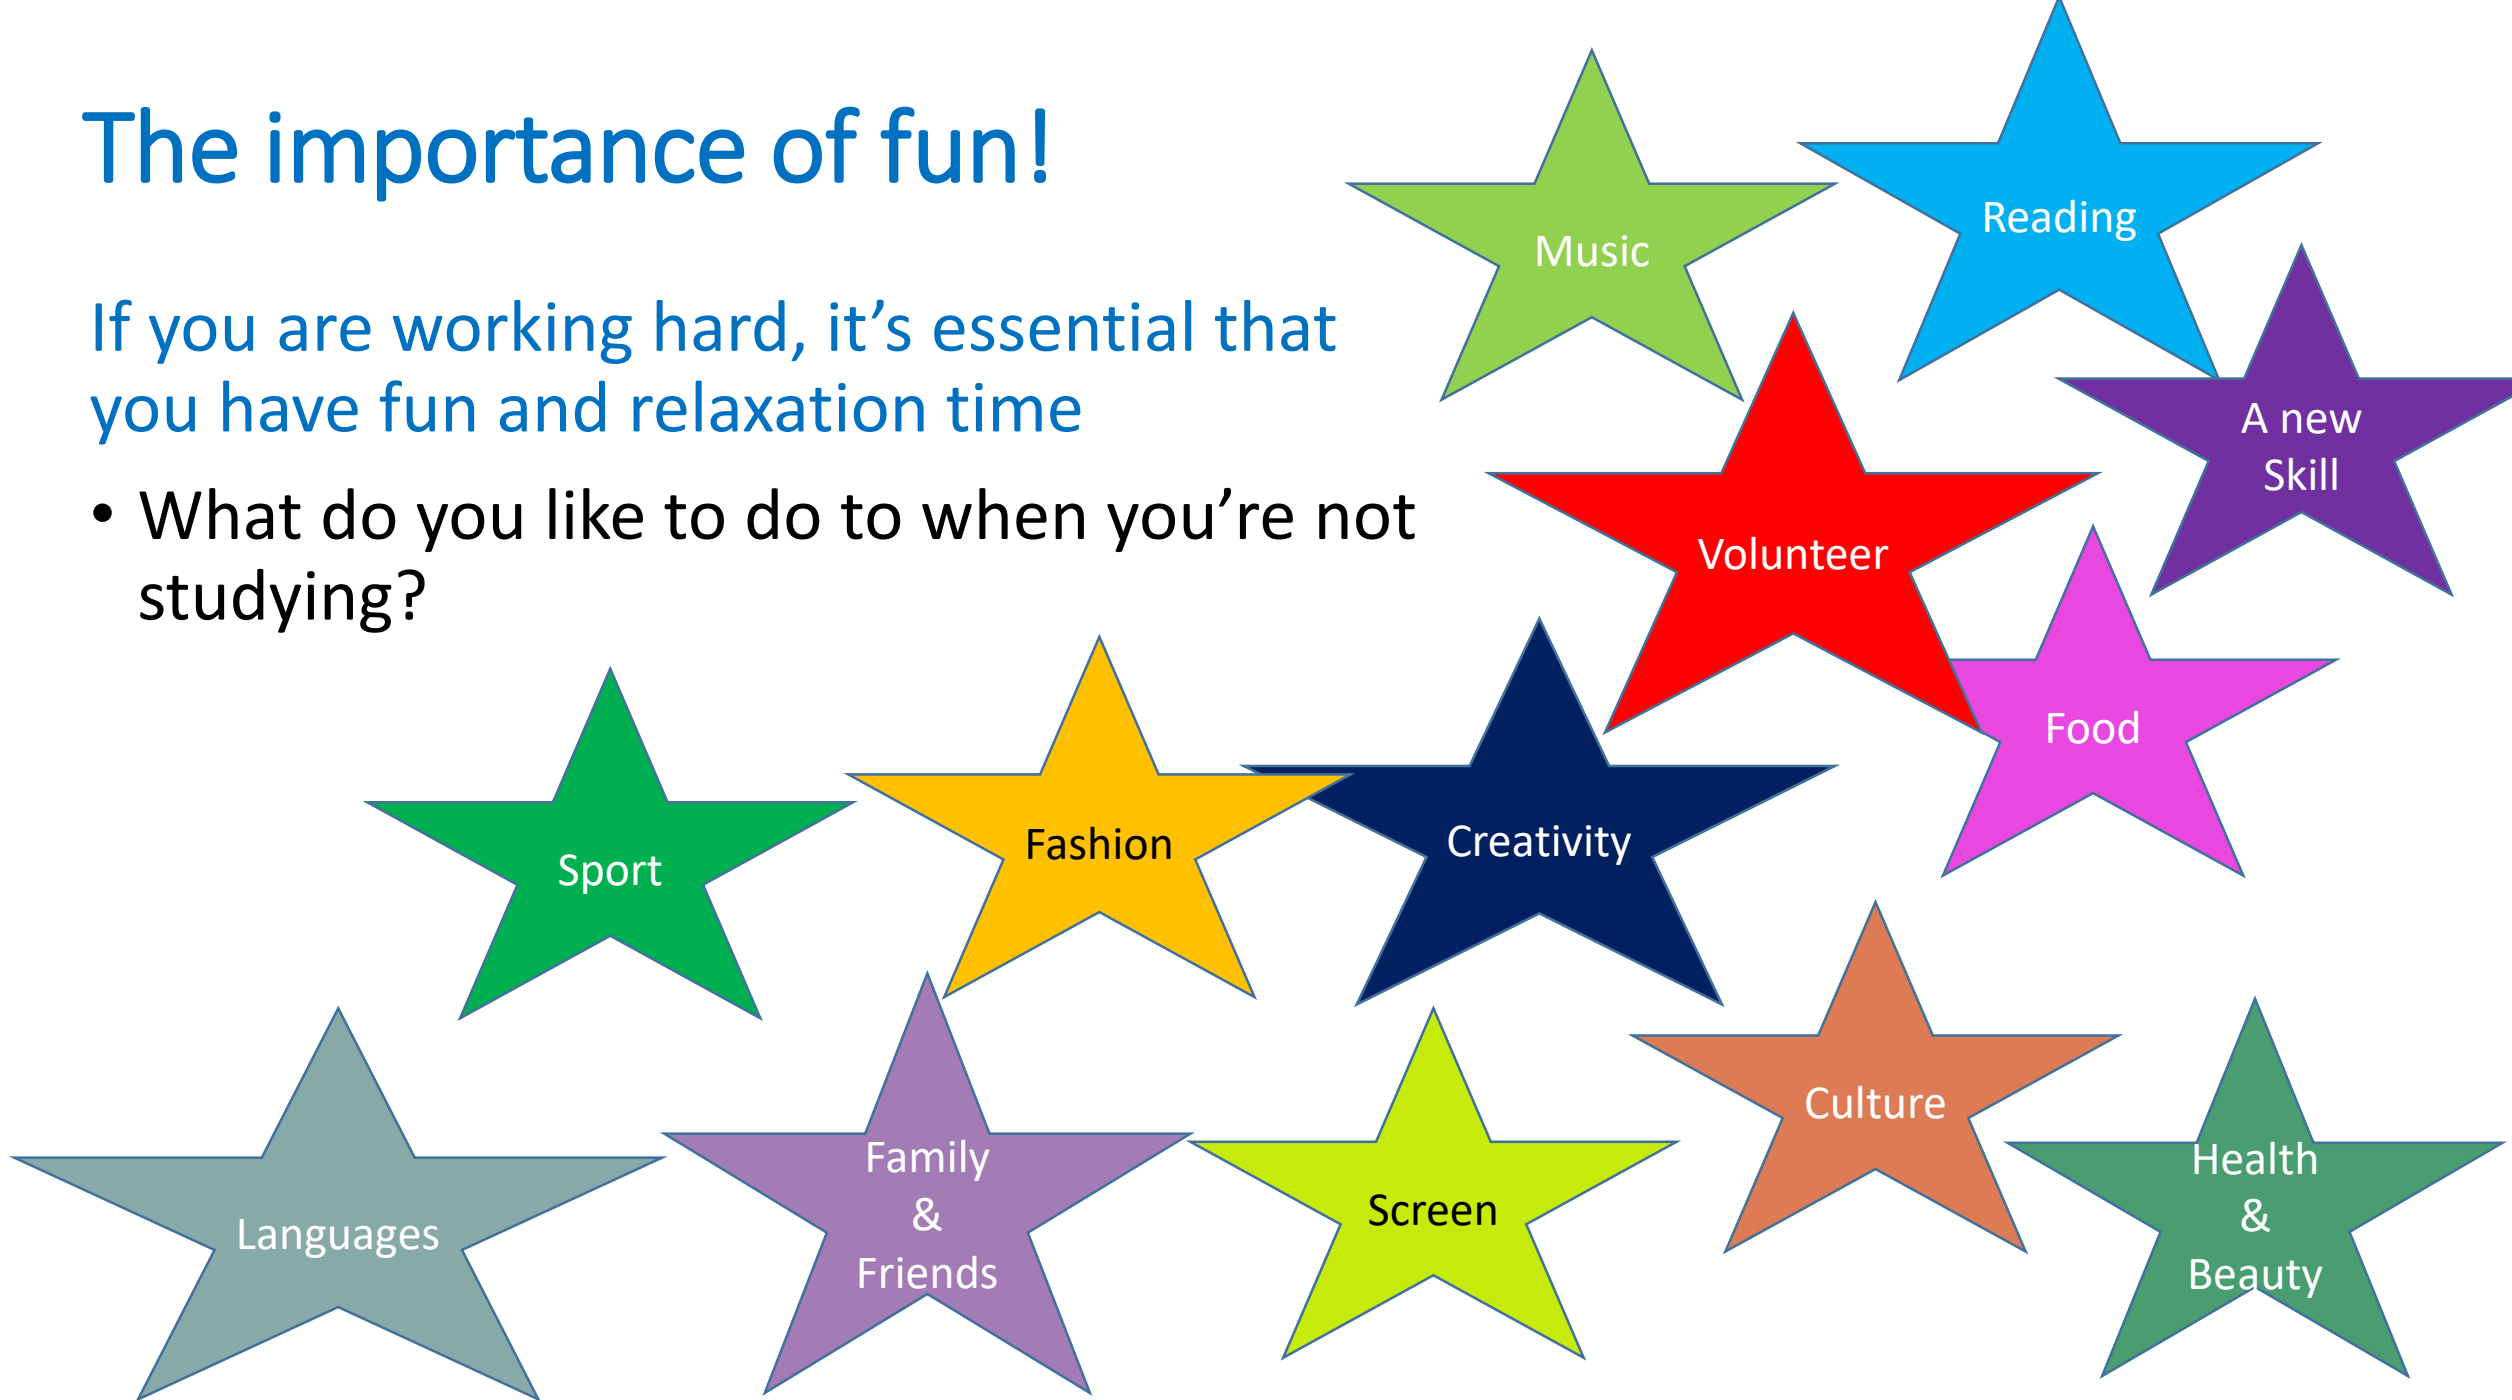 The importance of fun!
If you are working hard, it’s essential that
you have fun and relaxation time
• What do you like to do to when you’re not
studying?
Music
Reading
A new
Skill
Volunteer
Food
Sport
Fashion
Creativity
Culture
Languages
Family
&
Friends
Screen
Health
&
Beauty